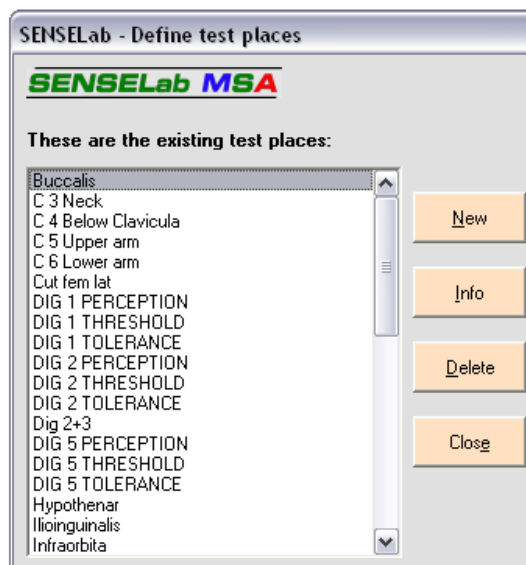 SENSELab - Define test places
SENSELab MSA
These are the existing test places:
Buccalis
C 3 Neck
C 4 Below Clavicula
C 5 Upper arm
C 6 Lower arm
Cut fem lat
DIG 1 PERCEPTION
DIG 1 THRESHOLD
DIG 1 TOLERANCE
DIG 2 PERCEPTION
DIG 2 THRESHOLD
DIG 2 TOLERANCE
Dig 2+3
DIG 5 PERCEPTION
DIG 5 THRESHOLD
DIG 5 TOLERANCE
Hypothenar
Ilioinguinalis
Infraorbita
New
Info
Delete
Close